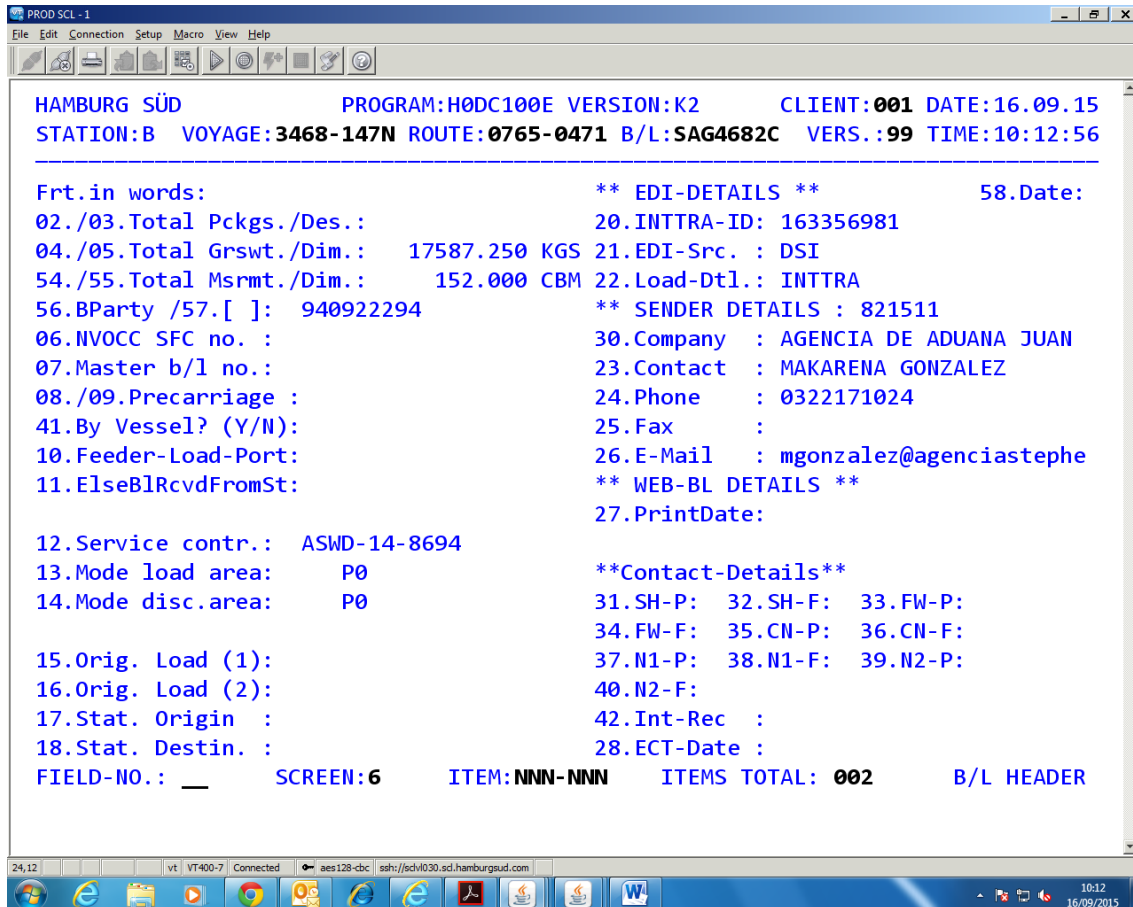 PROD SCL - 1
File Edit Connection Setup Macro View Help
HAMBURG SÜD PROGRAM:H0DC100E VERSION:K2 CLIENT:001 DATE:16.09.15
STATION:B VOYAGE:3468-147N ROUTE:0765-0471 B/L:SAG4682C VERS.:99 TIME:10:12:56
Frt.in words: ** EDI-DETAILS ** 58.Date:
02./03.Total Pckgs./Des.: 20.INTTRA-ID: 163356981
04./05.Total Grswt./Dim.: 17587.250 KGS 21.EDI-Src. : DSI
54./55.Total Msrmt./Dim.: 152.000 CBM 22.Load-Dtl.: INTTRA
56.BParty /57.[ ]: 940922294 ** SENDER DETAILS : 821511
06.NVOCC SFC no. : 30.Company : AGENCIA DE ADUANA JUAN
07.Master b/l no.: 23.Contact : MAKARENA GONZALEZ
08./09.Precarriage : 24.Phone : 0322171024
41.By Vessel? (Y/N): 25.Fax :
10.Feeder-Load-Port: 26.E-Mail : mgonzalez@agenciastephe
11.ElseBlRcvdFromSt: ** WEB-BL DETAILS **
27.PrintDate:
12.Service contr.: ASWD-14-8694
13.Mode load area: P0 **Contact-Details**
14.Mode disc.area: P0 31.SH-P: 32.SH-F: 33.FW-P:
34.FW-F: 35.CN-P: 36.CN-F:
15.Orig. Load (1): 37.N1-P: 38.N1-F: 39.N2-P:
16.Orig. Load (2): 40.N2-F:
17.Stat. Origin : 42.Int-Rec :
18.Stat. Destin. : 28.ECT-Date :
FIELD-NO.: __ SCREEN:6 ITEM:NNN-NNN ITEMS TOTAL: 002 B/L HEADER
24,12 vt VT400-7 Connected aes128-cbc ssh://sclvl030.scl.hamburgsud.com
10:12
16/09/2015